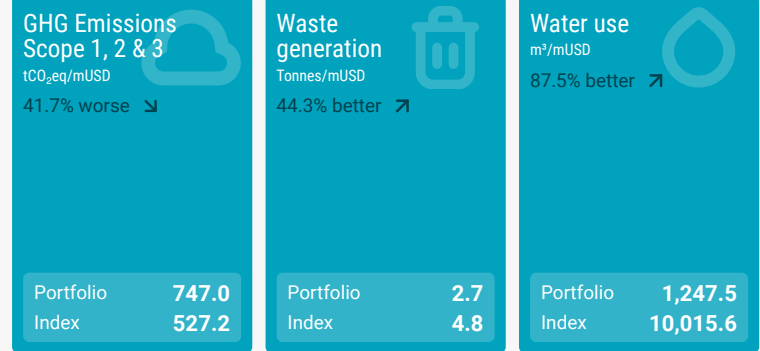 GHG Emissions
Scope 1, 2 & 3
tCO₂eq/mUSD
41.7% worse
Portfolio 747.0
Index 527.2
Waste
generation
Tonnes/mUSD
44.3% better
Portfolio 2.7
Index 4.8
Water use
m³/mUSD
87.5% better
Portfolio 1,247.5
Index 10,015.6